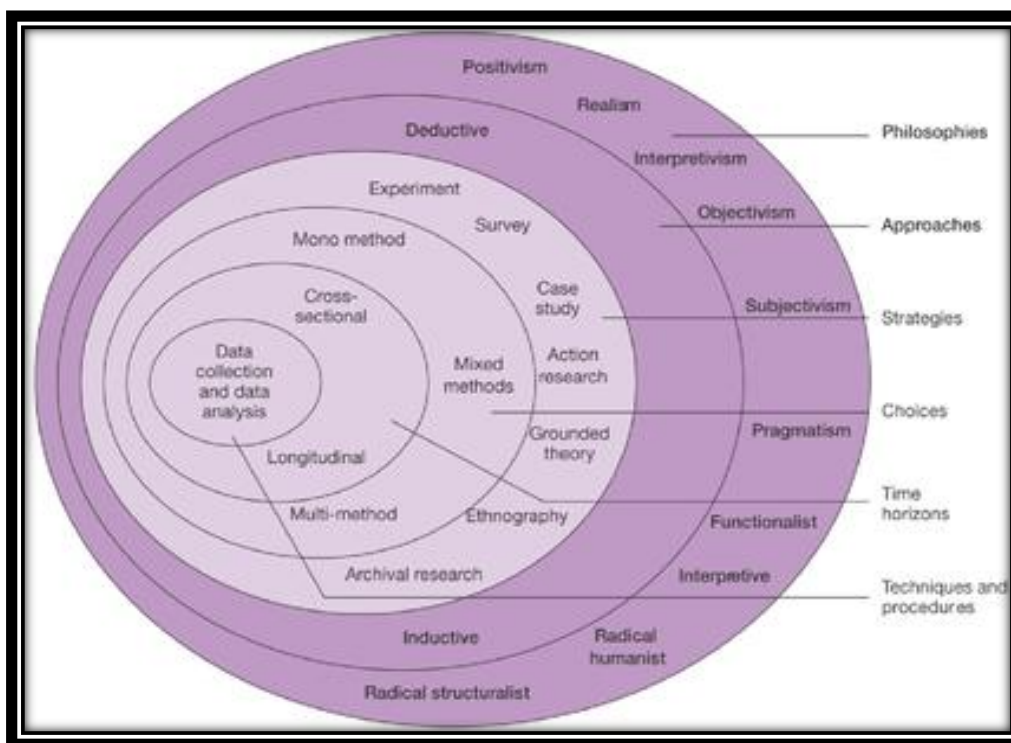 Positivism
Realism
Philosophies
Deductive
Interpretivism
Experiment
Objectivism
Approaches
Survey
Mono method
Case
study
Cross-
sectional
Subjectivism
Strategies
Data
collection
and data
analysis
Mixed
methods
Action
research
Choices
Grounded
theory
Pragmatism
Longitudinal
Time
horizons
Multi-method
Ethnography
Functionalist
Archival research
Interpretive
Techniques and
procedures
Inductive
Radical
humanist
Radical structuralist